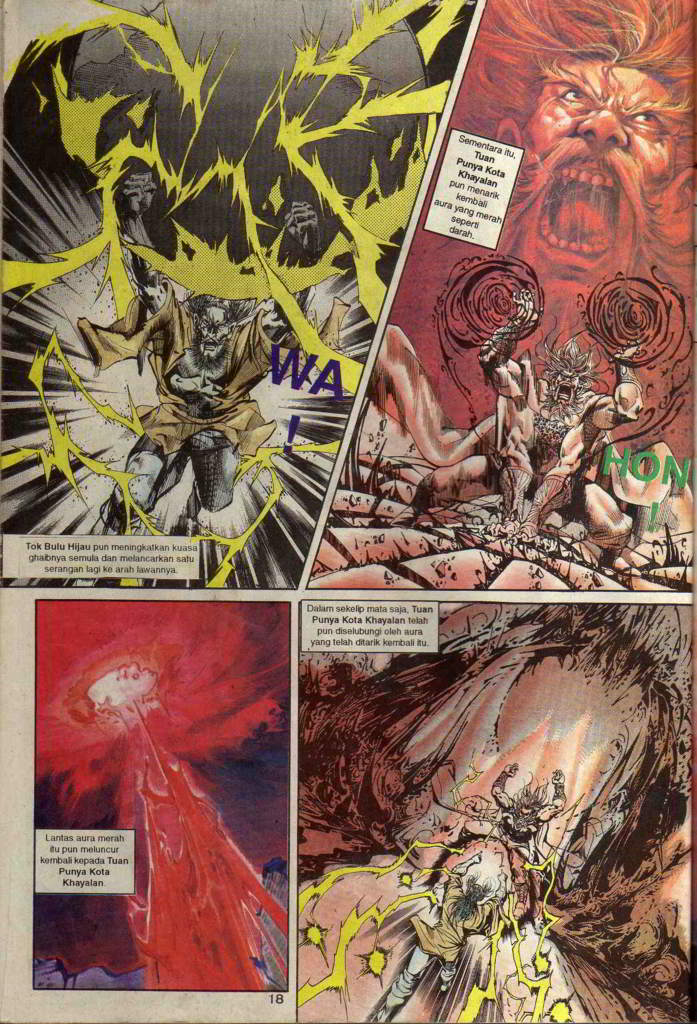 WA
!
Tok Bulu Hijau pun meningkatkan kuasa
ghaibnya semula dan melancarkan satu
serangan lagi ke arah lawannya.
Sementara itu,
Tuan
Punya Kota
Khayalan
pun menarik
kembali
aura yang merah
seperti
darah.
HON
!
Lantas aura merah
itu pun meluncur
kembali kepada Tuan
Punya Kota
Khayalan.
Dalam sekelip mata saja, Tuan
Punya Kota Khayalan telah
pun diselubungi oleh aura
yang telah ditarik kembali itu.
18